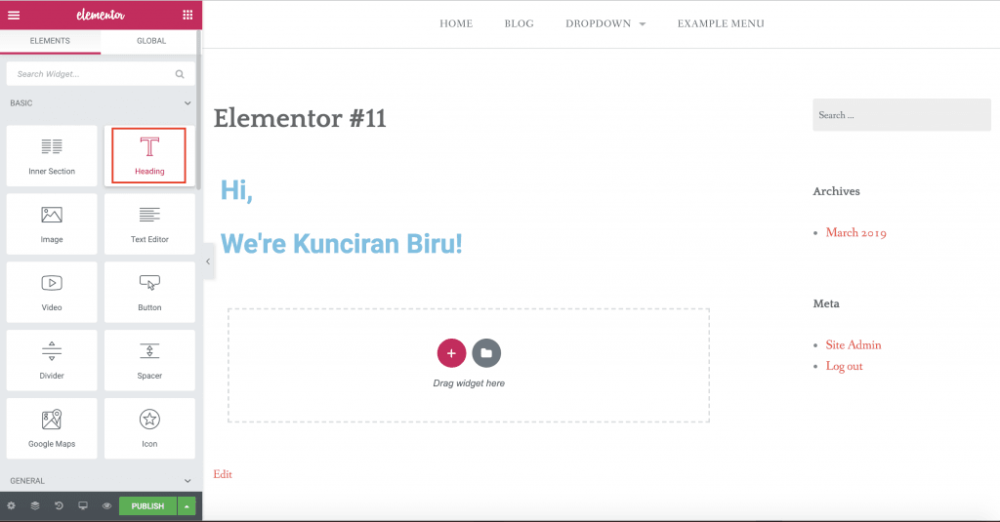 elementor
ELEMENTS GLOBAL
Search Widget...
BASIC
Inner Section Heading
Image Text Editor
Video Button
Divider Spacer
Google Maps Icon
GENERAL
PUBLISH
HOME BLOG DROPDOWN EXAMPLE MENU
Elementor #11
Hi,
We're Kunciran Biru!
Drag widget here
Edit
Search ...
Archives
March 2019
Meta
Site Admin
Log out